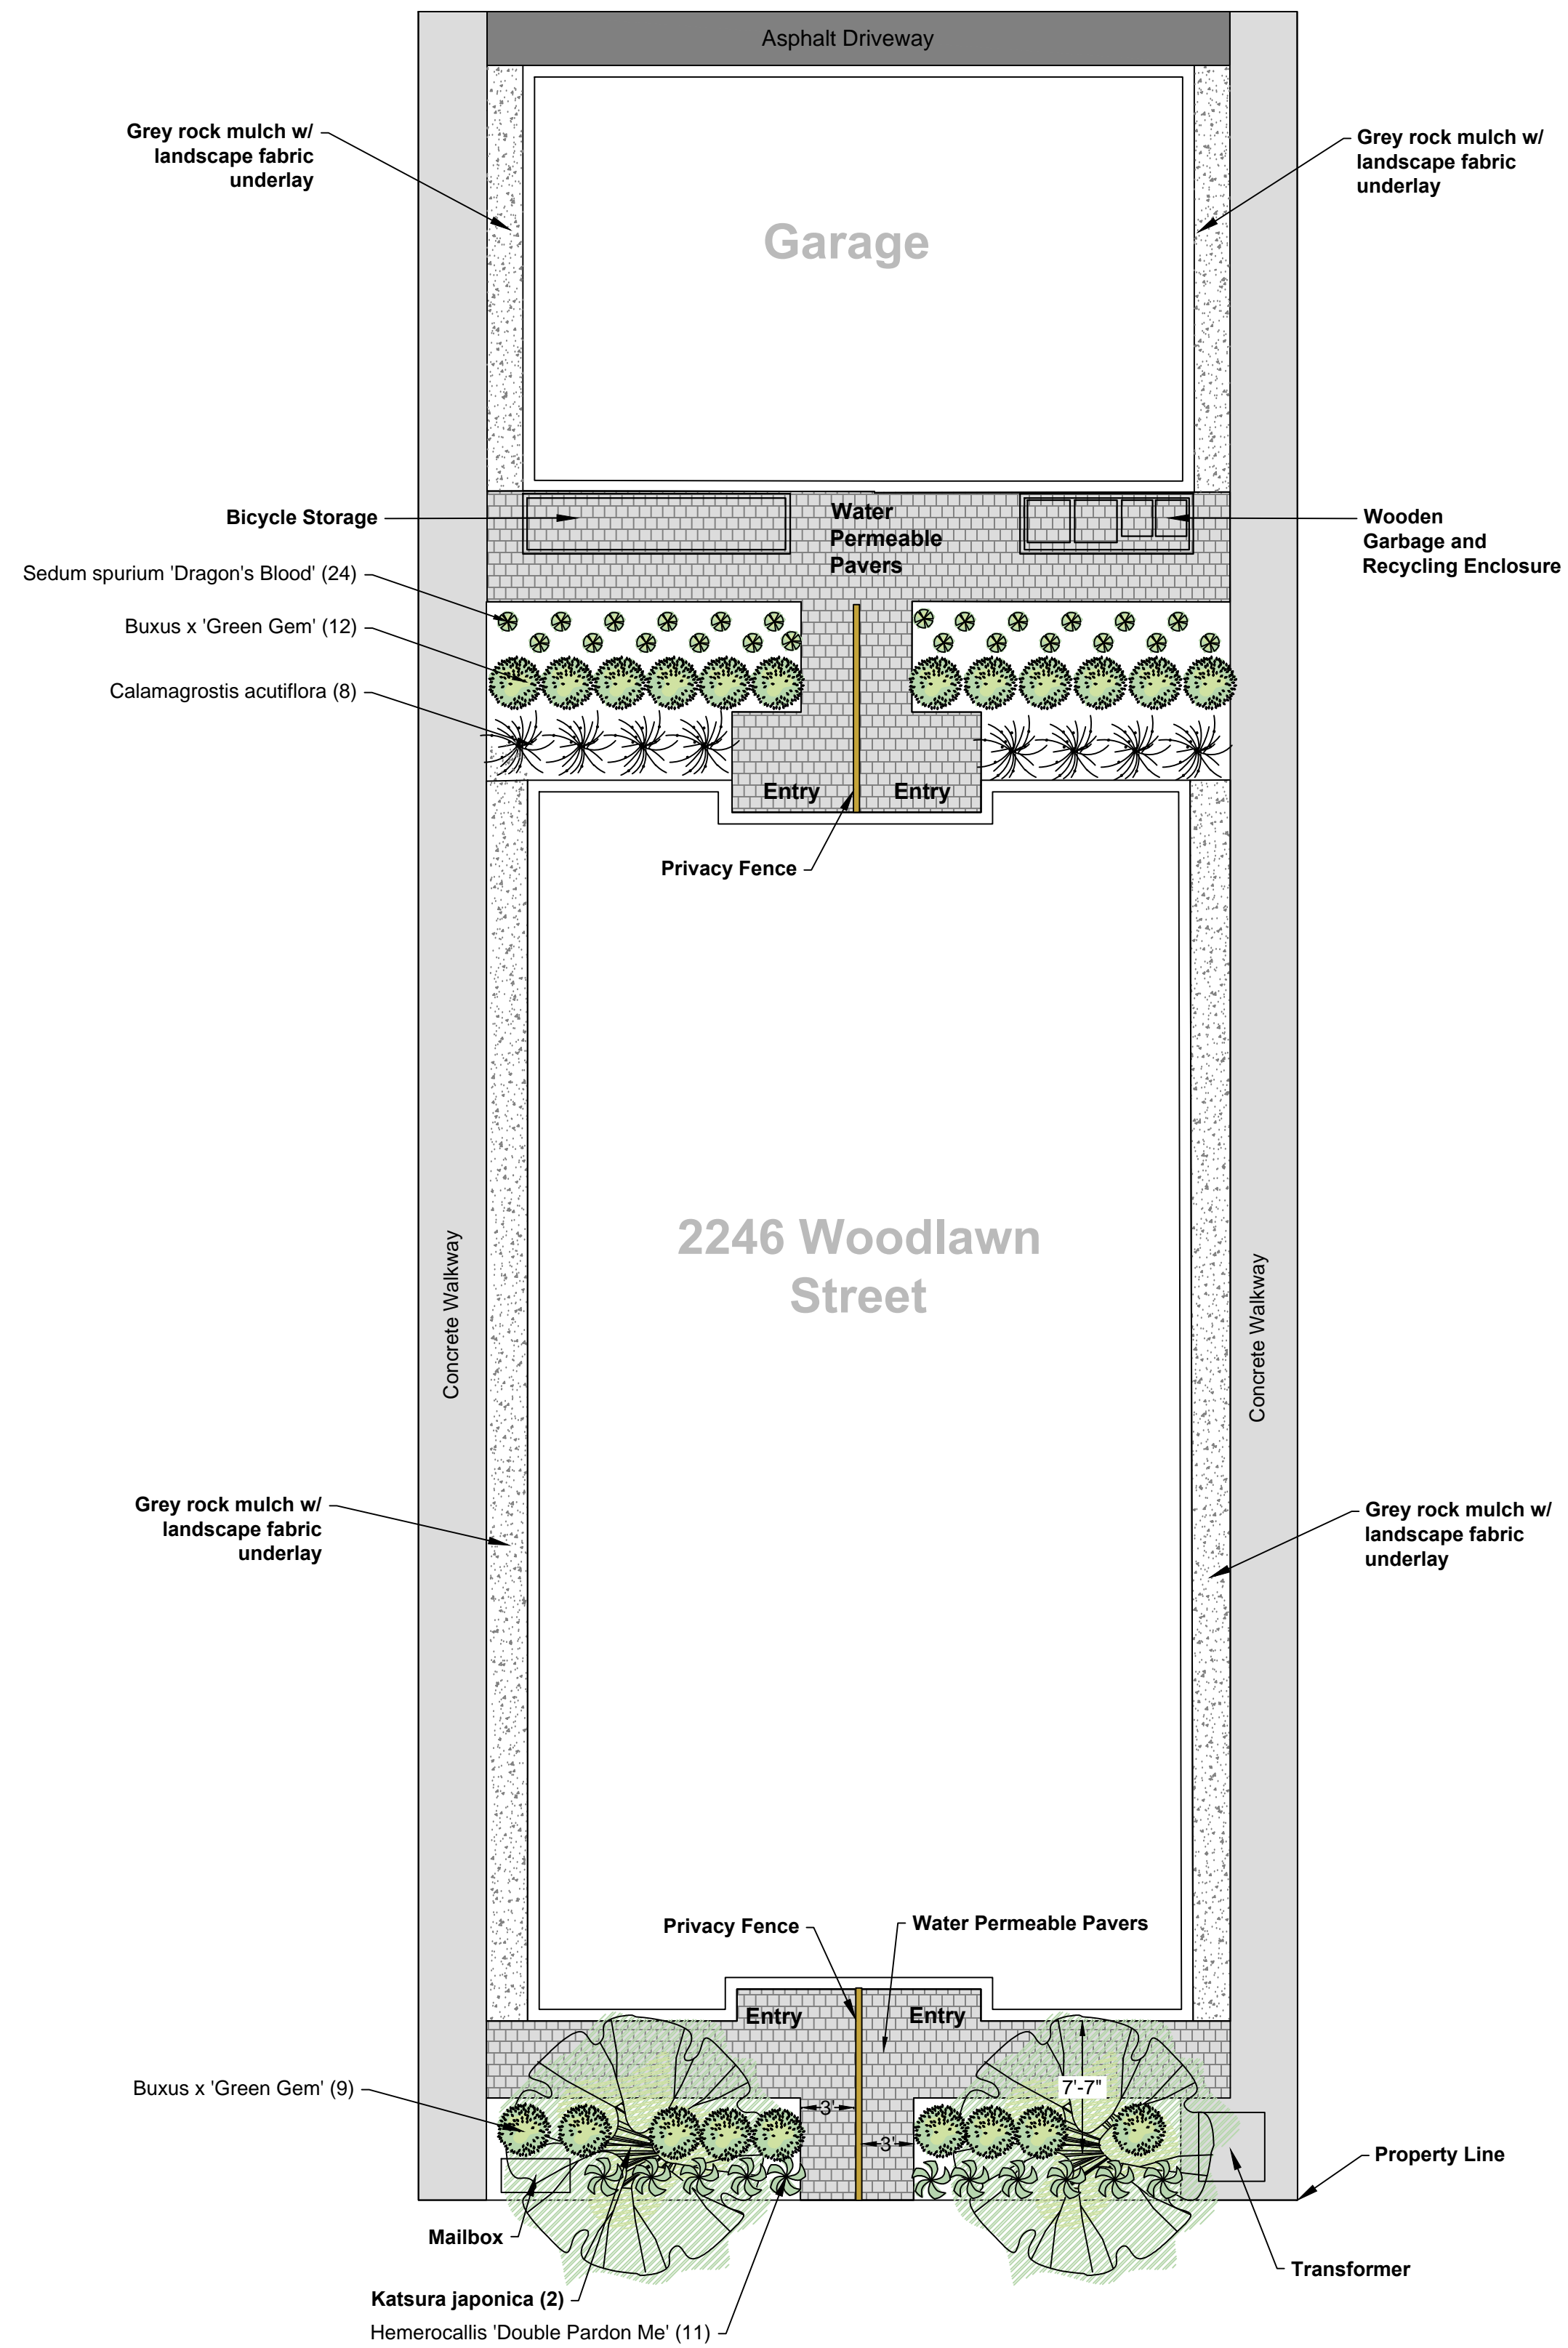 Asphalt Driveway
Grey rock mulch w/
landscape fabric
underlay
Grey rock mulch w/
landscape fabric
underlay
Garage
Bicycle Storage
Water
Permeable
Pavers
Wooden
Garbage and
Recycling Enclosure
Sedum spurium 'Dragon's Blood' (24)
Buxus x 'Green Gem' (12)
Calamagrostis acutiflora (8)
Entry
Entry
Privacy Fence
2246 Woodlawn
Street
Concrete Walkway
Concrete Walkway
Grey rock mulch w/
landscape fabric
underlay
Grey rock mulch w/
landscape fabric
underlay
Privacy Fence
Water Permeable Pavers
Entry
Entry
Buxus x 'Green Gem' (9)
7'-7"
3'
3'
Property Line
Mailbox
Transformer
Katsura japonica (2)
Hemerocallis 'Double Pardon Me' (11)